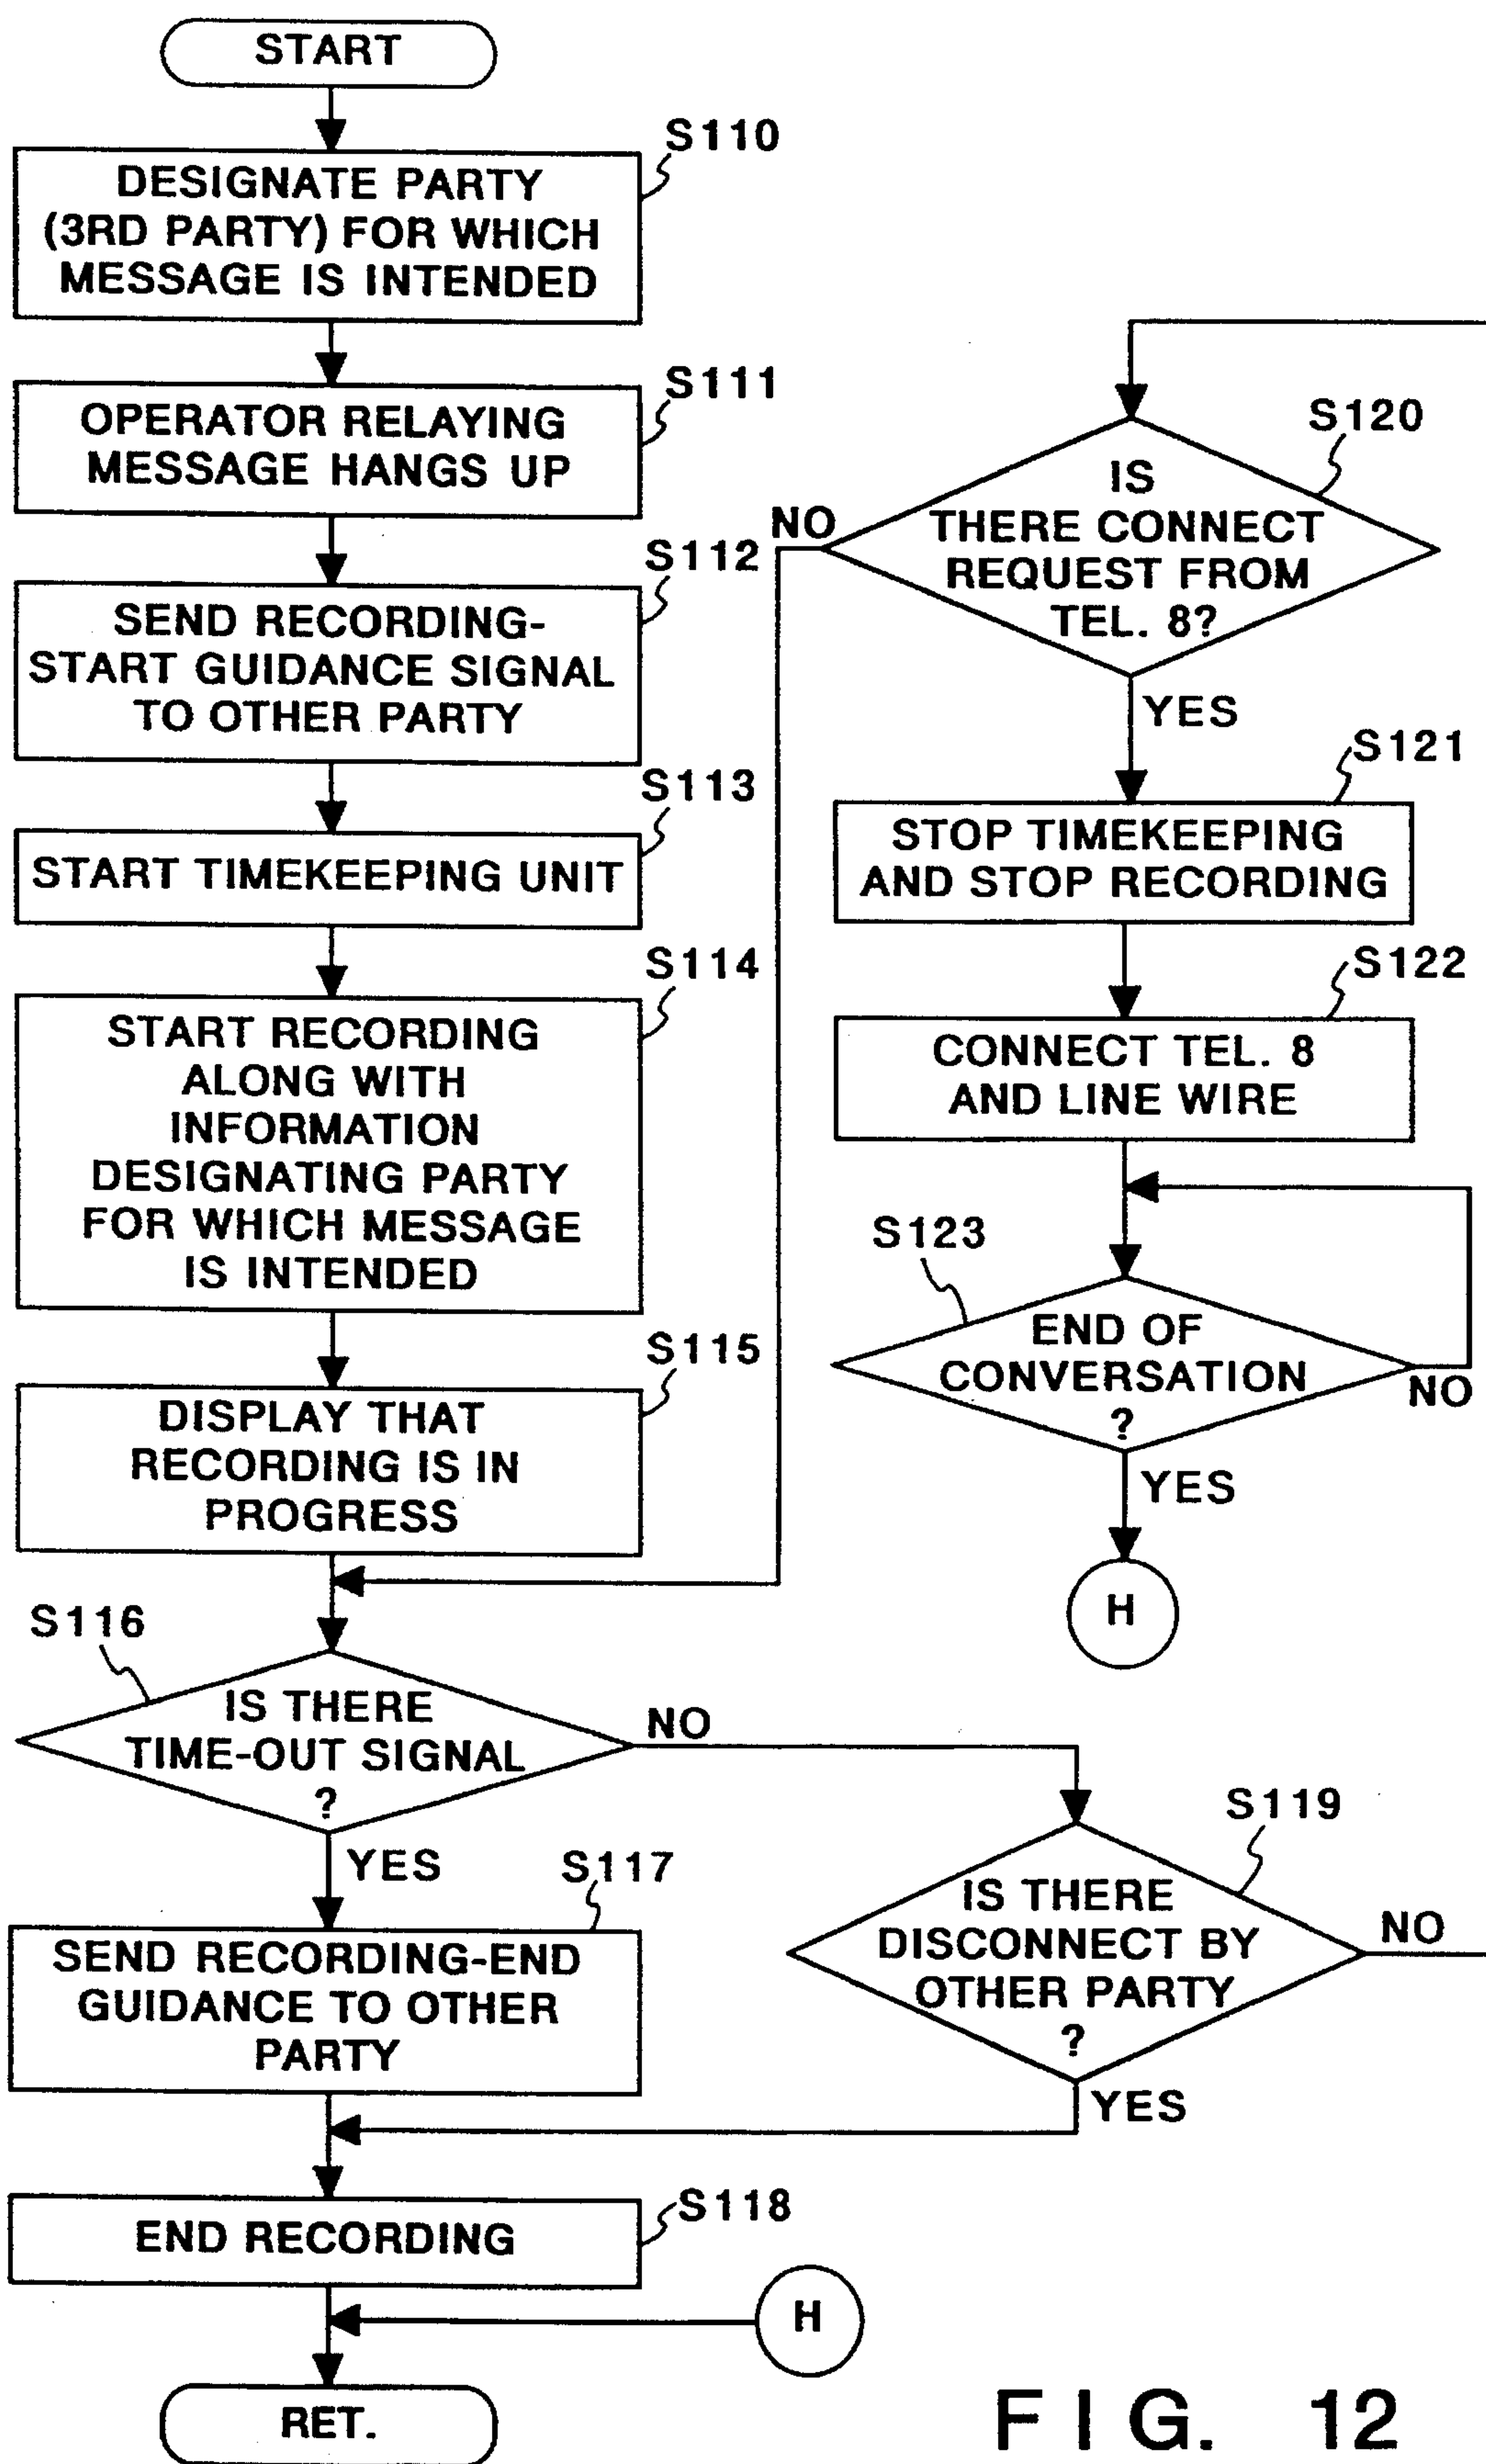 START
S110
DESIGNATE PARTY
(3RD PARTY) FOR WHICH
MESSAGE IS INTENDED
S111
OPERATOR RELAYING
MESSAGE HANGS UP
S112
SEND RECORDING-
START GUIDANCE SIGNAL
TO OTHER PARTY
S113
START TIMEKEEPING UNIT
S114
START RECORDING
ALONG WITH
INFORMATION
DESIGNATING PARTY
FOR WHICH MESSAGE
IS INTENDED
S115
DISPLAY THAT
RECORDING IS IN
PROGRESS
S116
IS THERE
TIME-OUT SIGNAL
?
NO
YES
S117
SEND RECORDING-END
GUIDANCE TO OTHER
PARTY
S118
END RECORDING
H
RET.
S119
IS THERE
DISCONNECT BY
OTHER PARTY
?
NO
YES
S120
IS
THERE CONNECT
REQUEST FROM
TEL. 8?
NO
YES
S121
STOP TIMEKEEPING
AND STOP RECORDING
S122
CONNECT TEL. 8
AND LINE WIRE
S123
END OF
CONVERSATION
?
NO
YES
H
FIG. 12